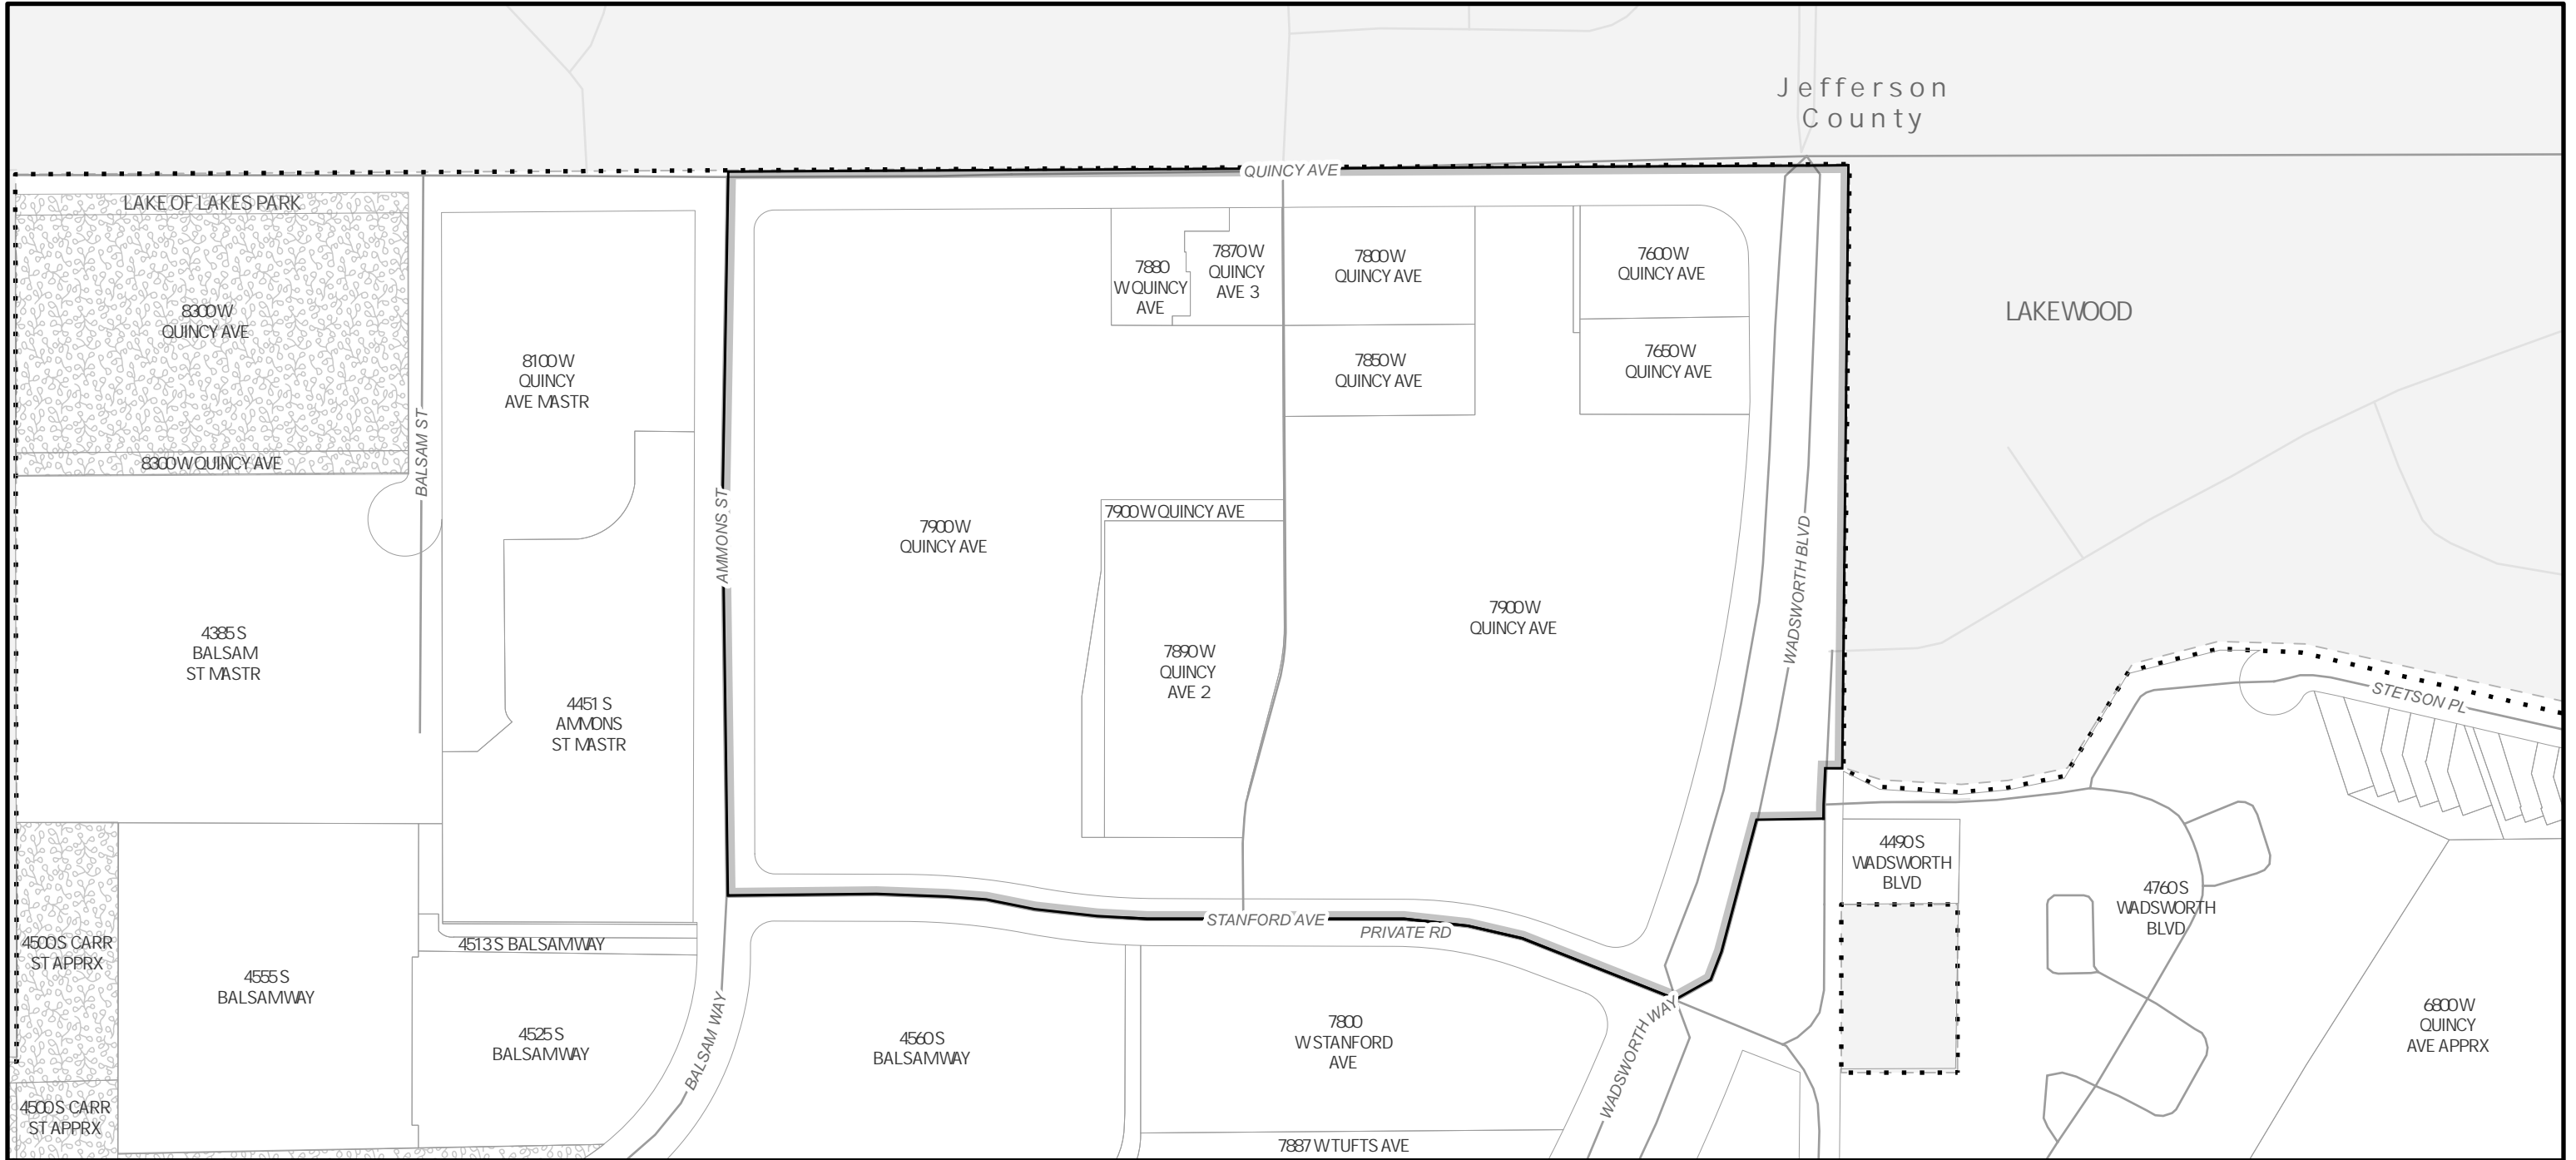 Jefferson
County
QUINCY AVE
LAKE OF LAKES PARK
8300 W
QUINCY AVE
8100 W
QUINCY
AVE MASTR
BALSAM ST
8300 W QUINCY AVE
7880
W QUINCY
AVE
7870 W
QUINCY
AVE 3
7800 W
QUINCY AVE
7600 W
QUINCY AVE
LAKEWOOD
7850 W
QUINCY AVE
7650 W
QUINCY AVE
AMMONS ST
7900 W
QUINCY AVE
7900 W QUINCY AVE
WADSWORTH BLVD
7900 W
QUINCY AVE
4385 S
BALSAM
ST MASTR
4451 S
AMMONS
ST MASTR
7890 W
QUINCY
AVE 2
STETSON PL
4490 S
WADSWORTH
BLVD
4760 S
WADSWORTH
BLVD
STANFORD AVE
PRIVATE RD
4500 S CARR
ST APPRX
4513 S BALSAM WAY
4555 S
BALSAM WAY
4525 S
BALSAM WAY
BALSAM WAY
4560 S
BALSAM WAY
7800
W STANFORD
AVE
WADSWORTH WAY
6800 W
QUINCY
AVE APPRX
4500 S CARR
ST APPRX
7887 W TUFTS AVE